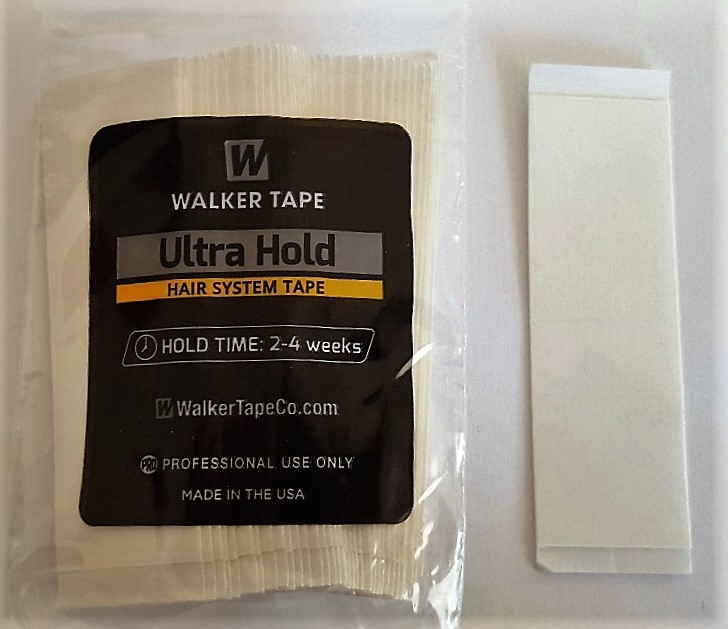 W
WALKER TAPE
Ultra Hold
HAIR SYSTEM TAPE
HOLD TIME: 2-4 weeks
W WalkerTapeCo.com
PRO PROFESSIONAL USE ONLY
MADE IN THE USA